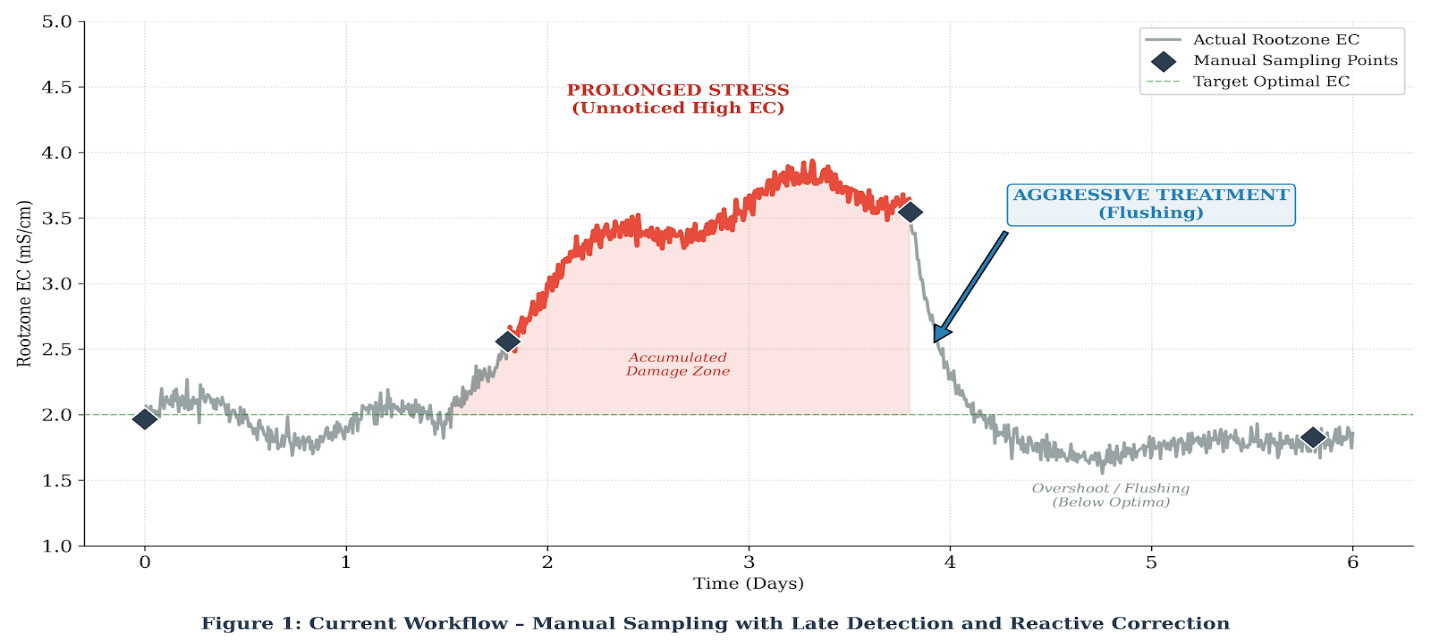 5.0
4.5
4.0
3.5
3.0
2.5
2.0
1.5
1.0
Rootzone EC (mS/cm)
Actual Rootzone EC
Manual Sampling Points
Target Optimal EC
PROLONGED STRESS
(Unnoticed High EC)
AGGRESSIVE TREATMENT
(Flushing)
Accumulated
Damage Zone
Overshoot / Flushing
(Below Optima)
0 1 2 3 4 5 6
Time (Days)
Figure 1: Current Workflow – Manual Sampling with Late Detection and Reactive Correction